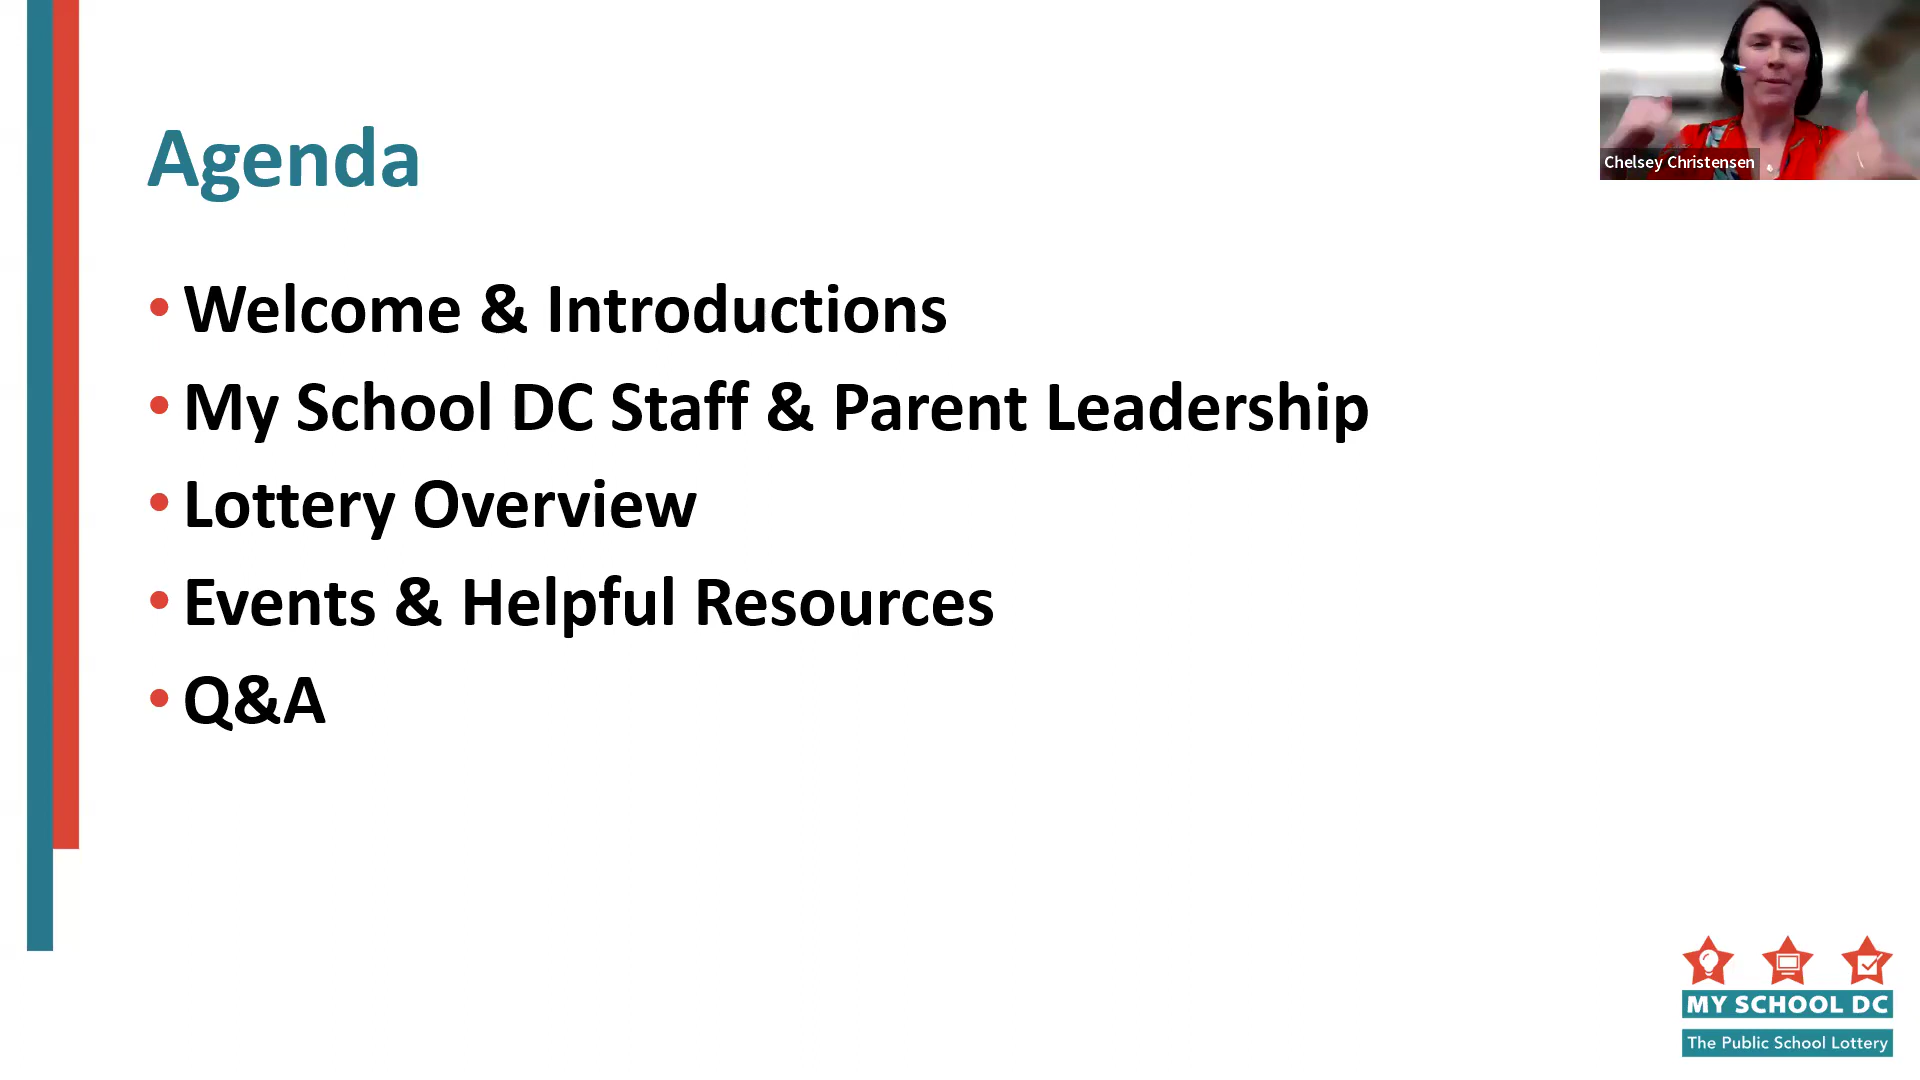 Agenda
• Welcome & Introductions
• My School DC Staff & Parent Leadership
• Lottery Overview
• Events & Helpful Resources
• Q&A
Chelsey Christensen
MY SCHOOL DC
The Public School Lottery